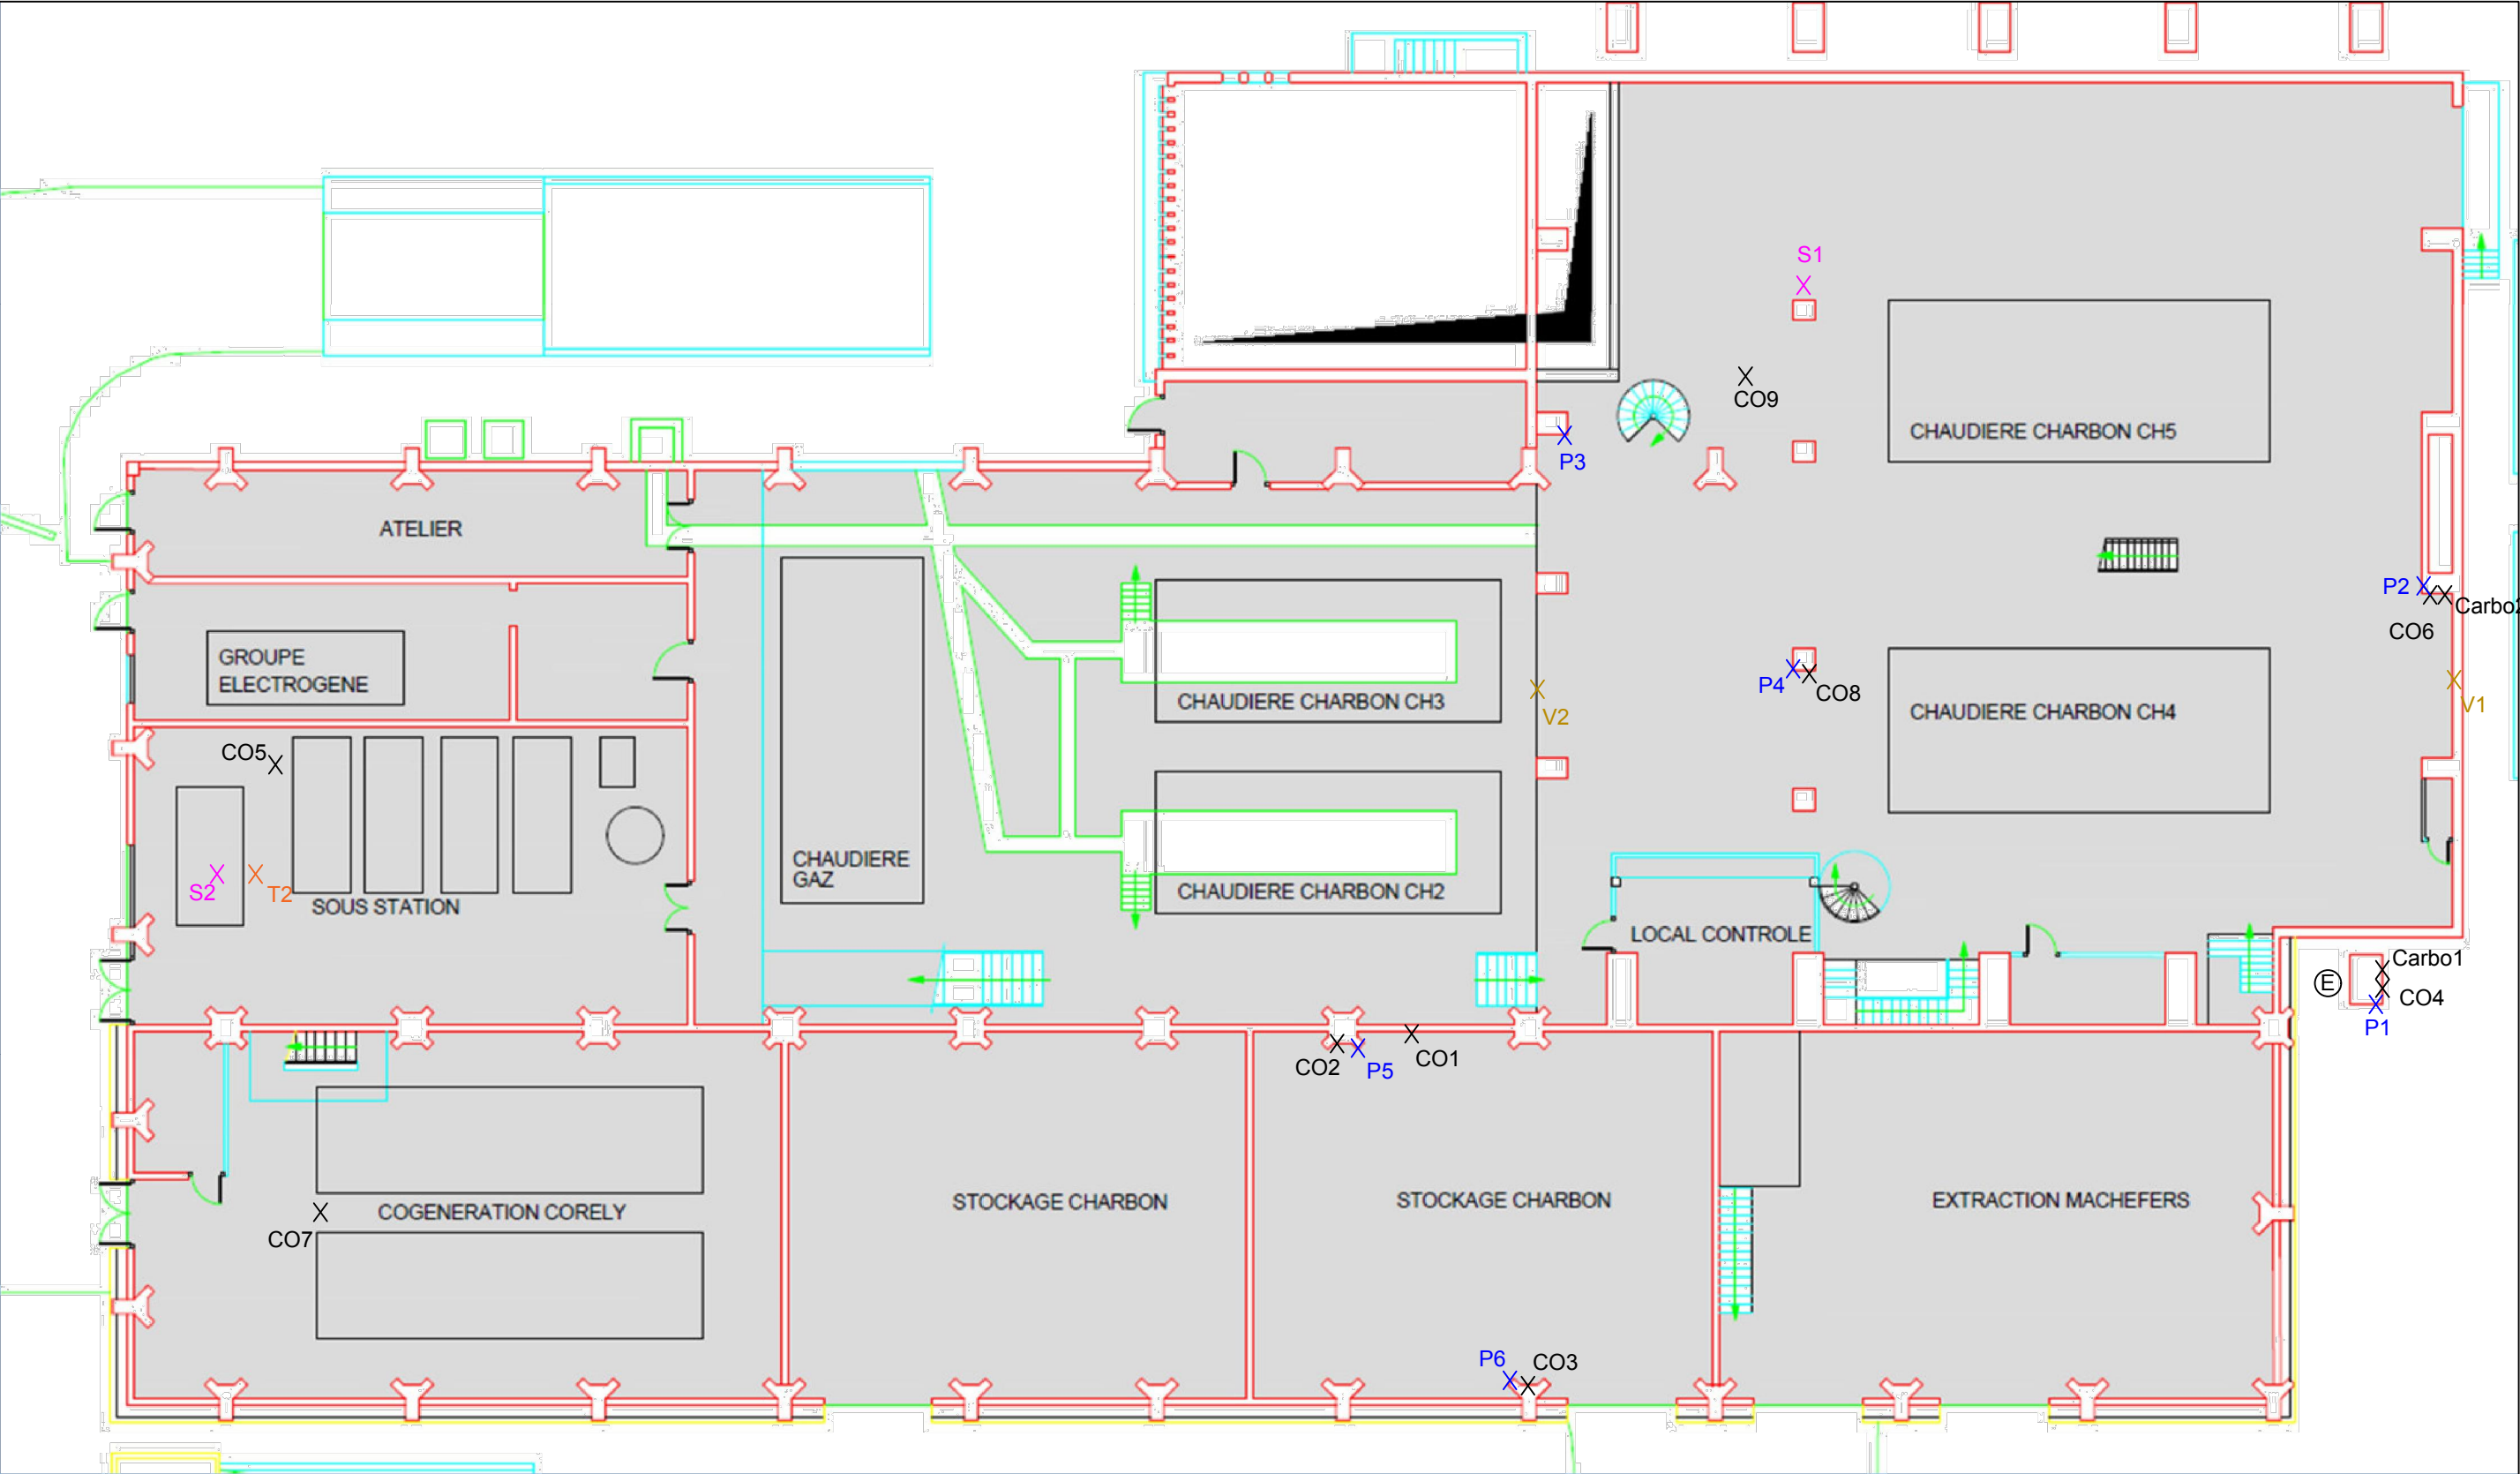 S1
CO9
CHAUDIERE CHARBON CH5
P3
ATELIER
P2
Carbo2
CO6
GROUPE
ELECTROGENE
P4
CO8
CHAUDIERE CHARBON CH3
V2
CHAUDIERE CHARBON CH4
V1
CO5
CHAUDIERE
GAZ
S2
T2
SOUS STATION
CHAUDIERE CHARBON CH2
LOCAL CONTROLE
Carbo1
E
CO4
P1
CO2
P5
CO1
STOCKAGE CHARBON
STOCKAGE CHARBON
EXTRACTION MACHEFERS
COGENERATION CORELY
CO7
P6
CO3